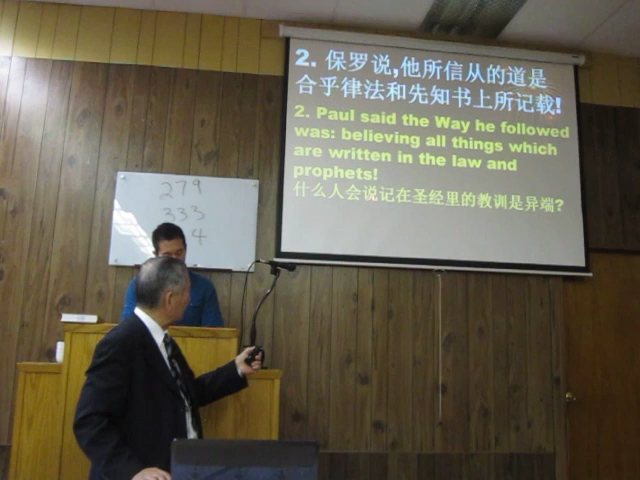 2. 保罗说,他所信从的道是
合乎律法和先知书上所记载!
2. Paul said the Way he followed
was: believing all things which
are written in the law and
prophets!
什么人会说记在圣经里的教训是异端?
279
333
4